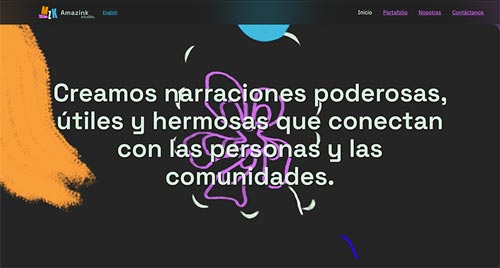 Amazink
studio.
English
Inicio Portafolio Nosotras Contáctanos
Creamos narraciones poderosas,
útiles y hermosas que conectan
con las personas y las
comunidades.